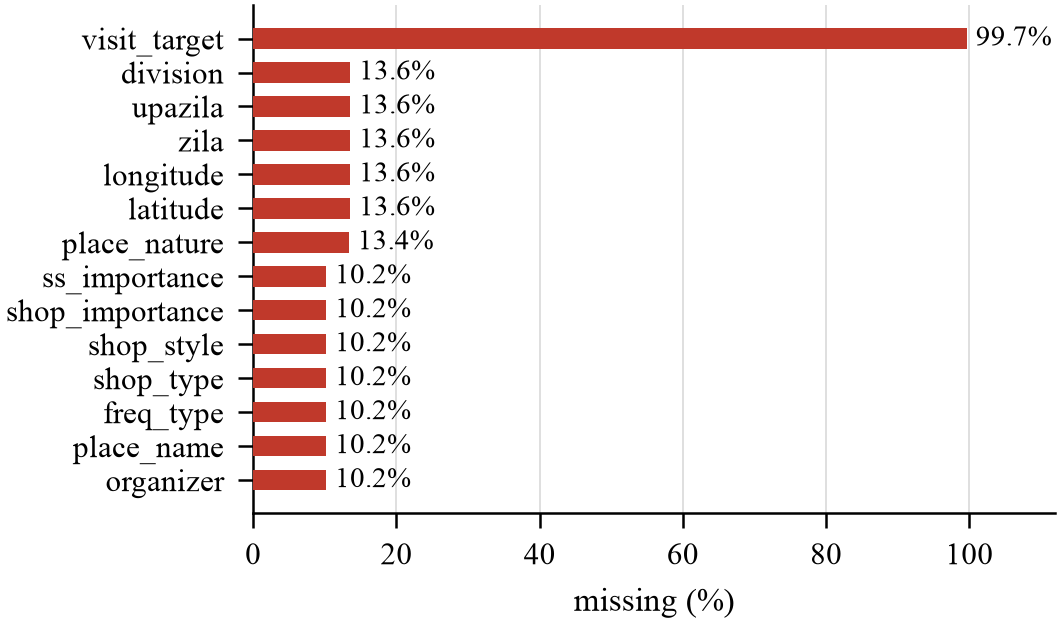 visit_target 99.7%
division 13.6%
upazila 13.6%
zila 13.6%
longitude 13.6%
latitude 13.6%
place_nature 13.4%
ss_importance 10.2%
shop_importance 10.2%
shop_style 10.2%
shop_type 10.2%
freq_type 10.2%
place_name 10.2%
organizer 10.2%
0 20 40 60 80 100
missing (%)